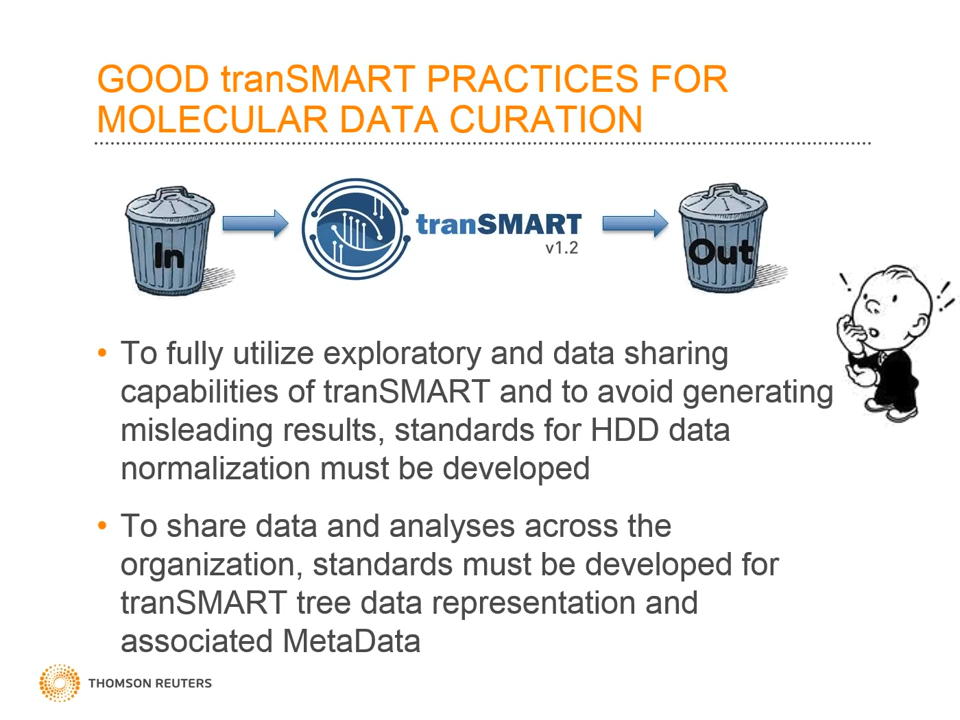 GOOD tranSMART PRACTICES FOR
MOLECULAR DATA CURATION
In
tranSMART
v1.2
Out
• To fully utilize exploratory and data sharing
capabilities of tranSMART and to avoid generating
misleading results, standards for HDD data
normalization must be developed
• To share data and analyses across the
organization, standards must be developed for
tranSMART tree data representation and
associated MetaData
THOMSON REUTERS